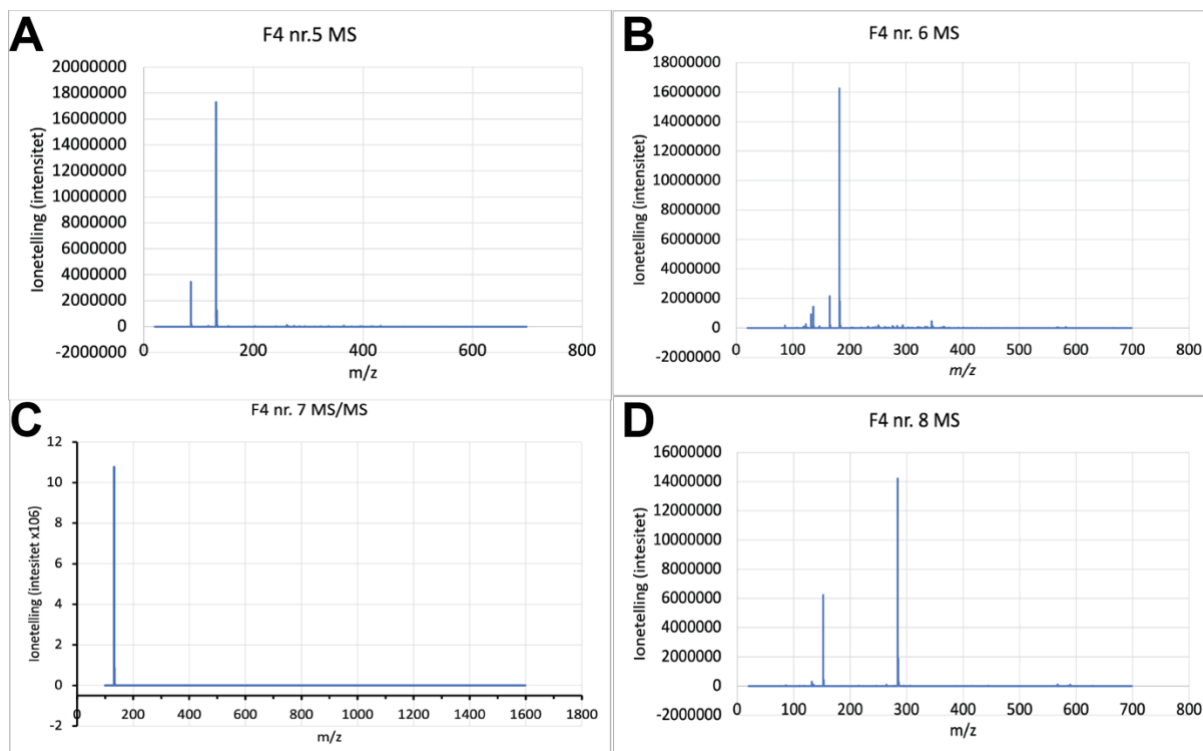 A
F4 nr.5 MS
20000000
18000000
16000000
14000000
12000000
10000000
8000000
6000000
4000000
2000000
0
-2000000
Ionetelling (intensitet)
0 200 400 600 800
m/z
B
F4 nr. 6 MS
18000000
16000000
14000000
12000000
10000000
8000000
6000000
4000000
2000000
0
-2000000
Ionetelling (intensitet)
0 100 200 300 400 500 600 700 800
m/z
C
F4 nr. 7 MS/MS
12
10
8
6
4
2
0
-2
Ionetelling (intesitet x106)
0 200 400 600 800 1000 1200 1400 1600 1800
m/z
D
F4 nr. 8 MS
16000000
14000000
12000000
10000000
8000000
6000000
4000000
2000000
0
-2000000
Ionetelling (intesitet)
0 100 200 300 400 500 600 700 800
m/z